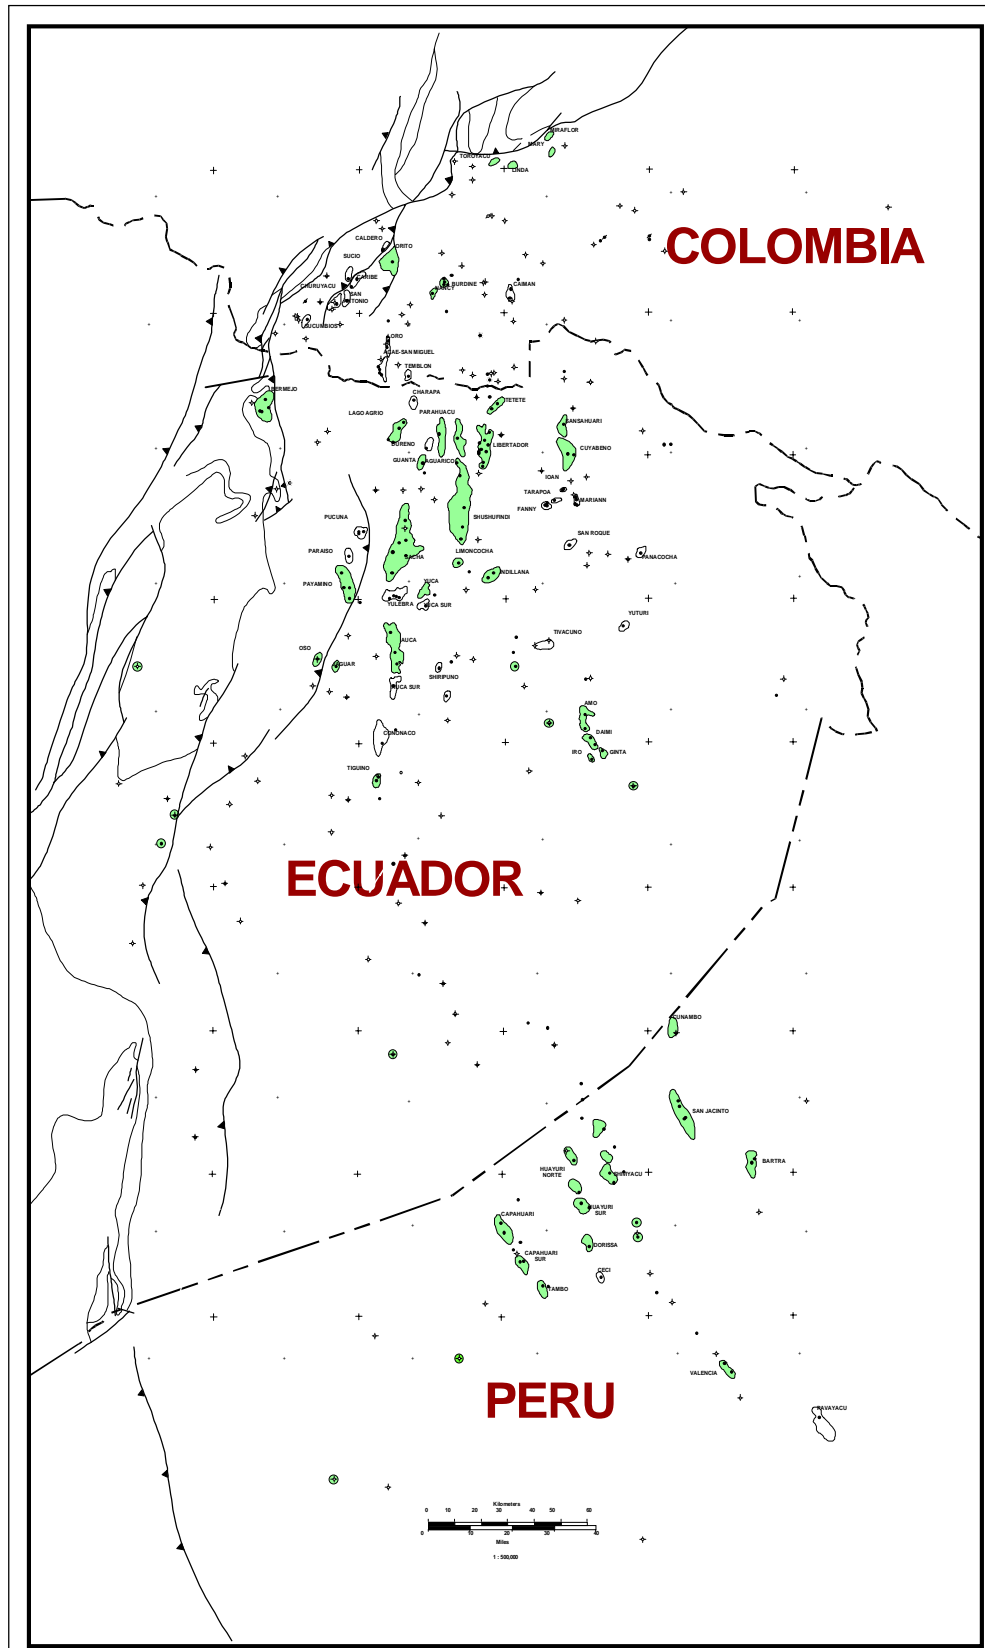 MIRAFLOR
MARY
TOROYACU
LINDA
COLOMBIA
CALDERO
ORITO
SUCIO
CARIBE
CHURUYACU
SAN
BURDINE
NANCY
CAIMAN
SUCUMBIOS
LORO
ACAE-SAN MIGUEL
TEMBLON
BERMEJO
CHARAPA
TETETE
LAGO AGRIO
PARAHUACU
SANSAHUARI
DURENO
LIBERTADOR
CUYABENO
GUANTA
AGUARICO
JOAN
TARAPOA
MARIANN
FANNY
PUCUNA
SHUSHUFINDI
SAN ROQUE
PARAISO
SACHA
LIMONCOCHA
PANACOCHA
PAYAMINO
YUCA
INDILLANA
YULEBRA
YUCA SUR
YUTURI
AUCA
TIVACUNO
OSO
JAGUAR
SHIRIPUNO
AUCA SUR
AMO
CONONACO
DAIMI
IRO
GINTA
TIGUINO
ECUADOR
CUNAMBO
SAN JACINTO
BARTRA
HUAYURI
NORTE
SHIVIYACU
HUAYURI
SUR
CAPAHUARI
DORISSA
CAPAHUARI
SUR
CECI
TAMBO
VALENCIA
PERU
PAVAYACU
Kilometers
0 10 20 30 40 50 60
0 10 20 30 40
Miles
1 : 500,000